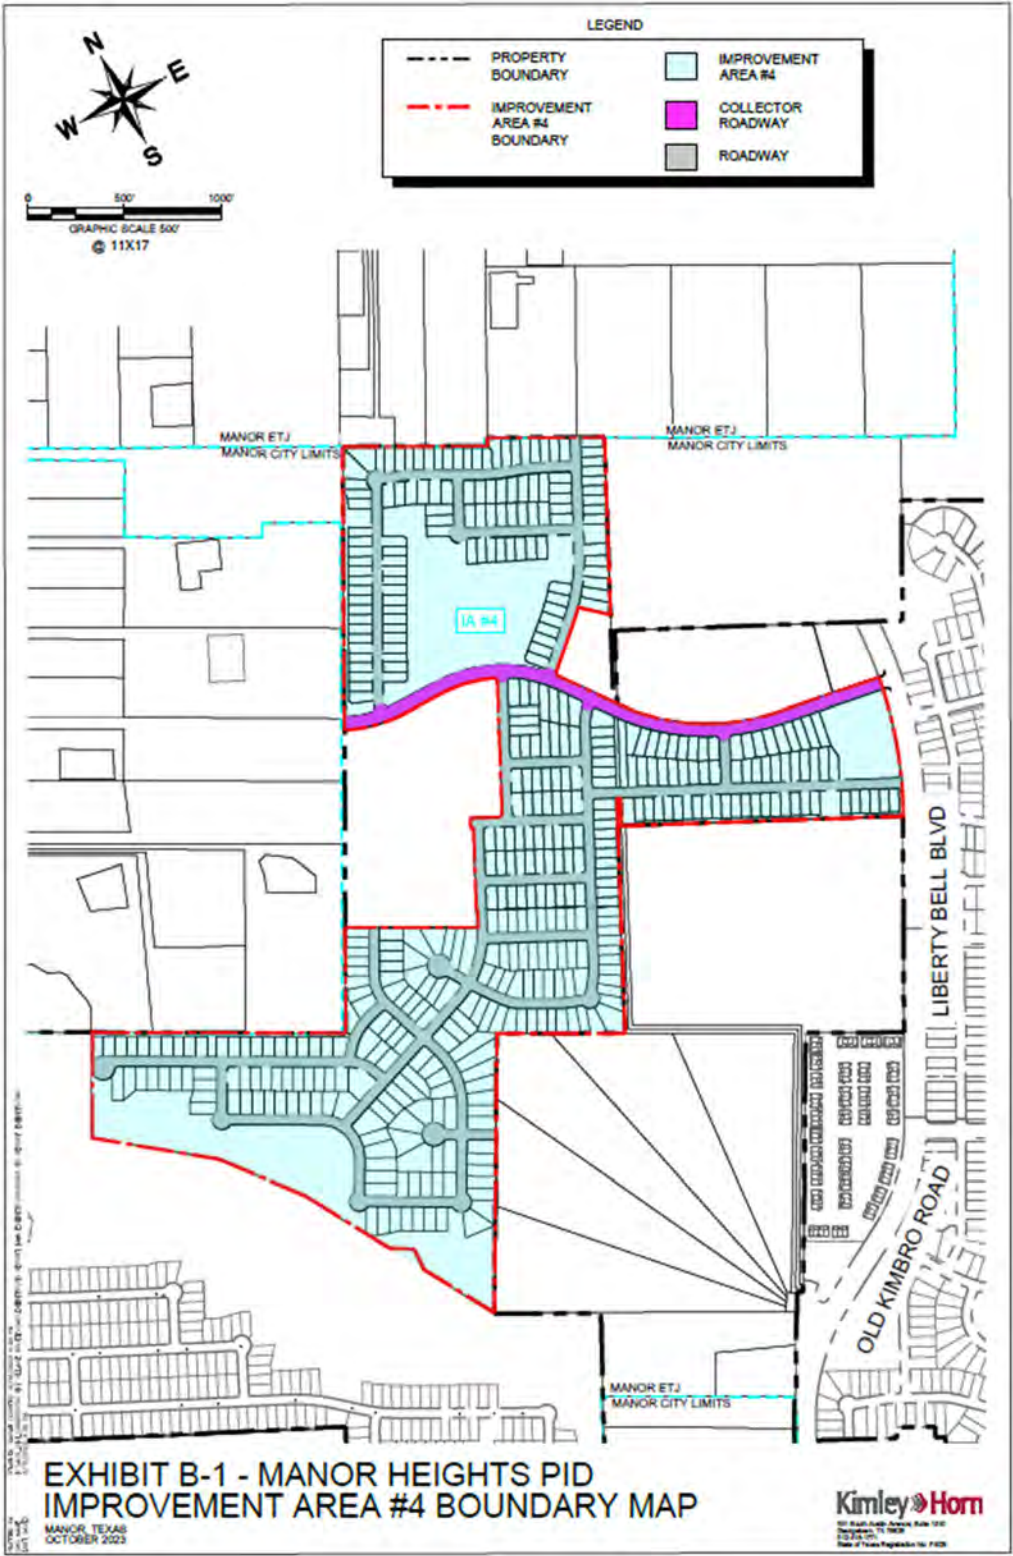 LEGEND
PROPERTY
BOUNDARY
IMPROVEMENT
AREA #4
BOUNDARY
IMPROVEMENT
AREA #4
COLLECTOR
ROADWAY
ROADWAY
N
E
W
S
0 500' 1000'
GRAPHIC SCALE 500'
@ 11X17
MANOR ETJ
MANOR CITY LIMITS
MANOR ETJ
MANOR CITY LIMITS
IA #4
LIBERTY BELL BLVD
OLD KIMBRO ROAD
MANOR ETJ
MANOR CITY LIMITS
EXHIBIT B-1 - MANOR HEIGHTS PID
IMPROVEMENT AREA #4 BOUNDARY MAP
MANOR, TEXAS
OCTOBER 2023
Kimley»Horn